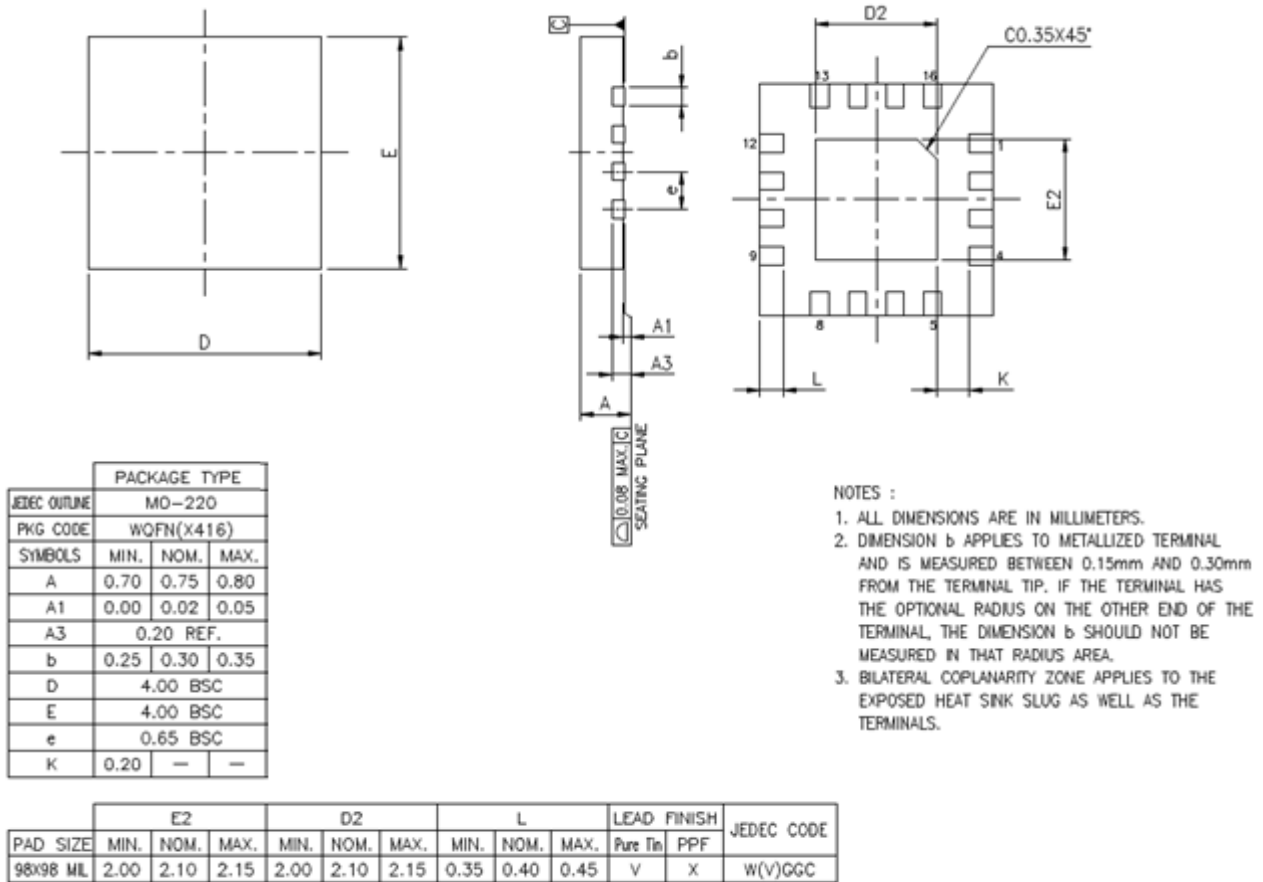 C
D2
C0.35X45°
b
13
16
12
1
E
e
E2
9
4
8
5
D
A1
A3
A
L
K
0.08 MAX. C
SEATING PLANE
PACKAGE TYPE
JEDEC OUTLINE MO-220
PKG CODE WQFN(X416)
SYMBOLS MIN. NOM. MAX.
A 0.70 0.75 0.80
A1 0.00 0.02 0.05
A3 0.20 REF.
b 0.25 0.30 0.35
D 4.00 BSC
E 4.00 BSC
e 0.65 BSC
K 0.20 — —
NOTES :
1. ALL DIMENSIONS ARE IN MILLIMETERS.
2. DIMENSION b APPLIES TO METALLIZED TERMINAL
AND IS MEASURED BETWEEN 0.15mm AND 0.30mm
FROM THE TERMINAL TIP. IF THE TERMINAL HAS
THE OPTIONAL RADIUS ON THE OTHER END OF THE
TERMINAL, THE DIMENSION b SHOULD NOT BE
MEASURED IN THAT RADIUS AREA.
3. BILATERAL COPLANARITY ZONE APPLIES TO THE
EXPOSED HEAT SINK SLUG AS WELL AS THE
TERMINALS.
E2 D2 L LEAD FINISH JEDEC CODE
PAD SIZE MIN. NOM. MAX. MIN. NOM. MAX. MIN. NOM. MAX. Pure Tin PPF
98X98 MIL 2.00 2.10 2.15 2.00 2.10 2.15 0.35 0.40 0.45 V X W(V)GGC